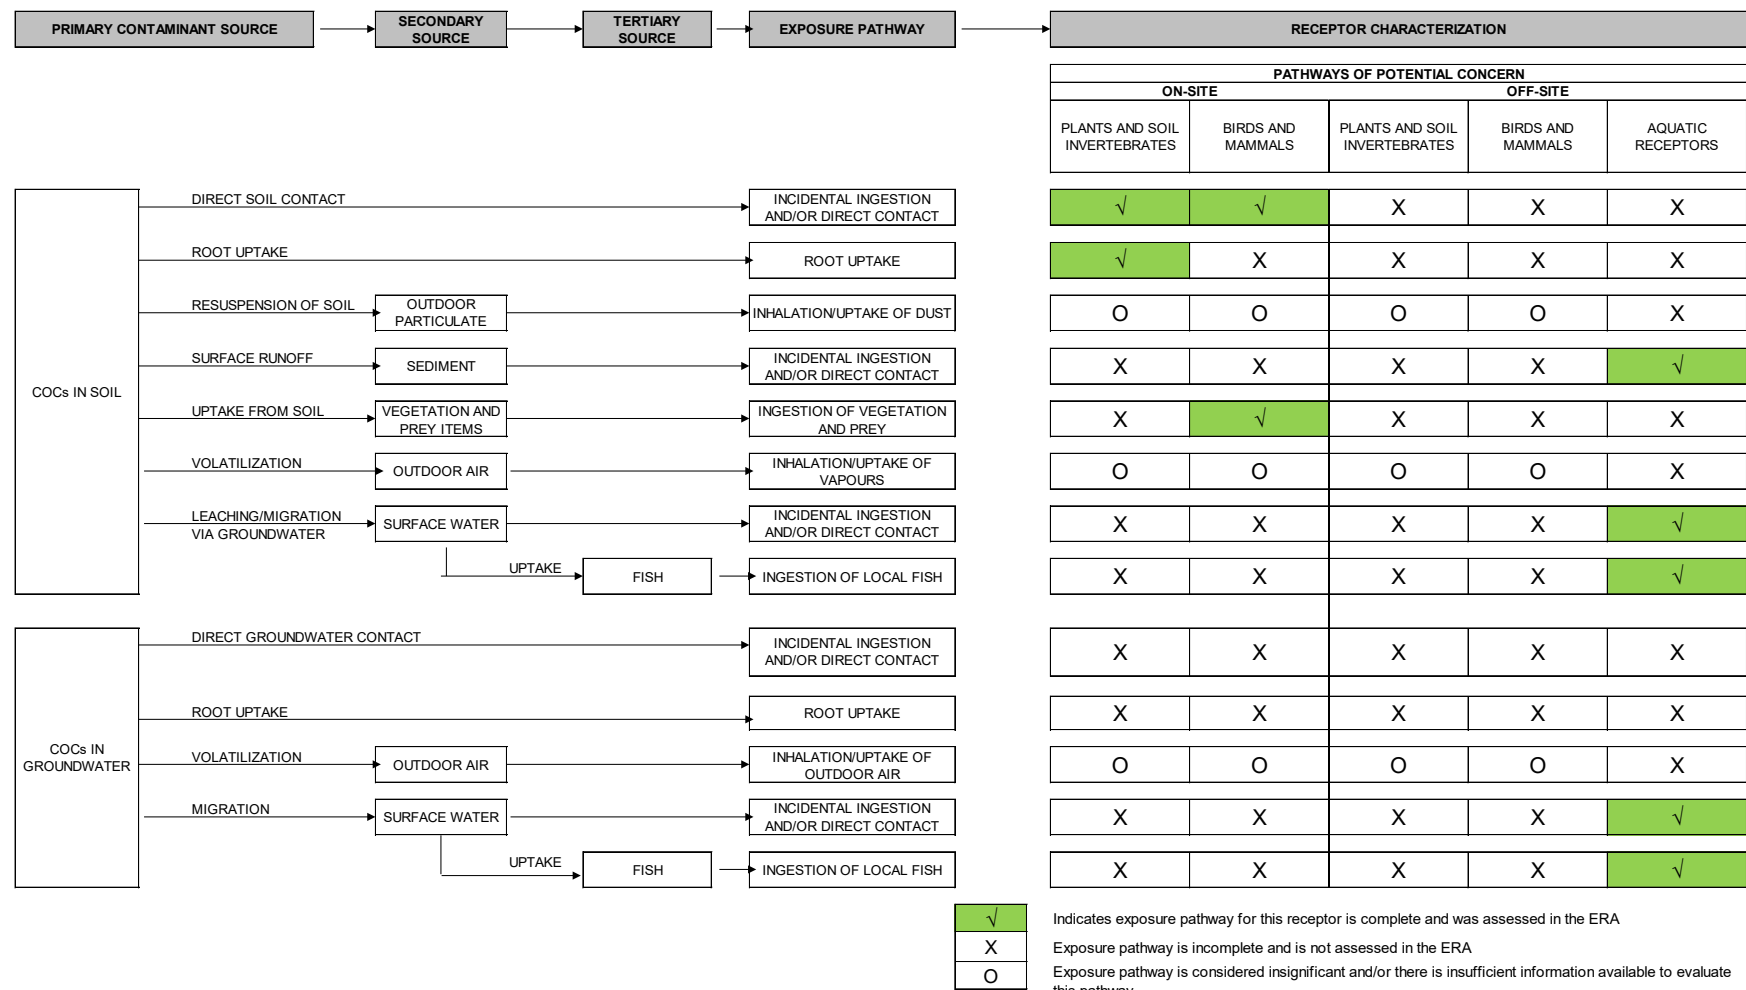 PRIMARY CONTAMINANT SOURCE
SECONDARY
SOURCE
TERTIARY
SOURCE
EXPOSURE PATHWAY
RECEPTOR CHARACTERIZATION
PATHWAYS OF POTENTIAL CONCERN
ON-SITE OFF-SITE
PLANTS AND SOIL
INVERTEBRATES
BIRDS AND
MAMMALS
PLANTS AND SOIL
INVERTEBRATES
BIRDS AND
MAMMALS
AQUATIC
RECEPTORS
COCs IN SOIL
DIRECT SOIL CONTACT
INCIDENTAL INGESTION
AND/OR DIRECT CONTACT
√ √ X X X
ROOT UPTAKE
ROOT UPTAKE
√ X X X X
RESUSPENSION OF SOIL
OUTDOOR
PARTICULATE
INHALATION/UPTAKE OF DUST
O O O O X
SURFACE RUNOFF
SEDIMENT
INCIDENTAL INGESTION
AND/OR DIRECT CONTACT
X X X X √
UPTAKE FROM SOIL
VEGETATION AND
PREY ITEMS
INGESTION OF VEGETATION
AND PREY
X √ X X X
VOLATILIZATION
OUTDOOR AIR
INHALATION/UPTAKE OF
VAPOURS
O O O O X
LEACHING/MIGRATION
VIA GROUNDWATER
SURFACE WATER
INCIDENTAL INGESTION
AND/OR DIRECT CONTACT
X X X X √
UPTAKE
FISH
INGESTION OF LOCAL FISH
X X X X √
COCs IN
GROUNDWATER
DIRECT GROUNDWATER CONTACT
INCIDENTAL INGESTION
AND/OR DIRECT CONTACT
X X X X X
ROOT UPTAKE
ROOT UPTAKE
X X X X X
VOLATILIZATION
OUTDOOR AIR
INHALATION/UPTAKE OF
OUTDOOR AIR
O O O O X
MIGRATION
SURFACE WATER
INCIDENTAL INGESTION
AND/OR DIRECT CONTACT
X X X X √
UPTAKE
FISH
INGESTION OF LOCAL FISH
X X X X √
√ Indicates exposure pathway for this receptor is complete and was assessed in the ERA
X Exposure pathway is incomplete and is not assessed in the ERA
O Exposure pathway is considered insignificant and/or there is insufficient information available to evaluate
this pathway